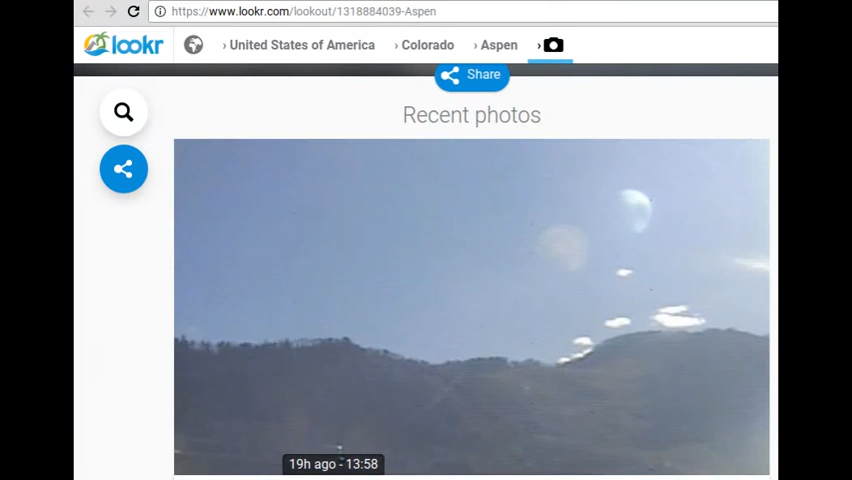 https://www.lookr.com/lookout/1318884039-Aspen
lookr
› United States of America › Colorado › Aspen ›
Share
Recent photos
19h ago - 13:58